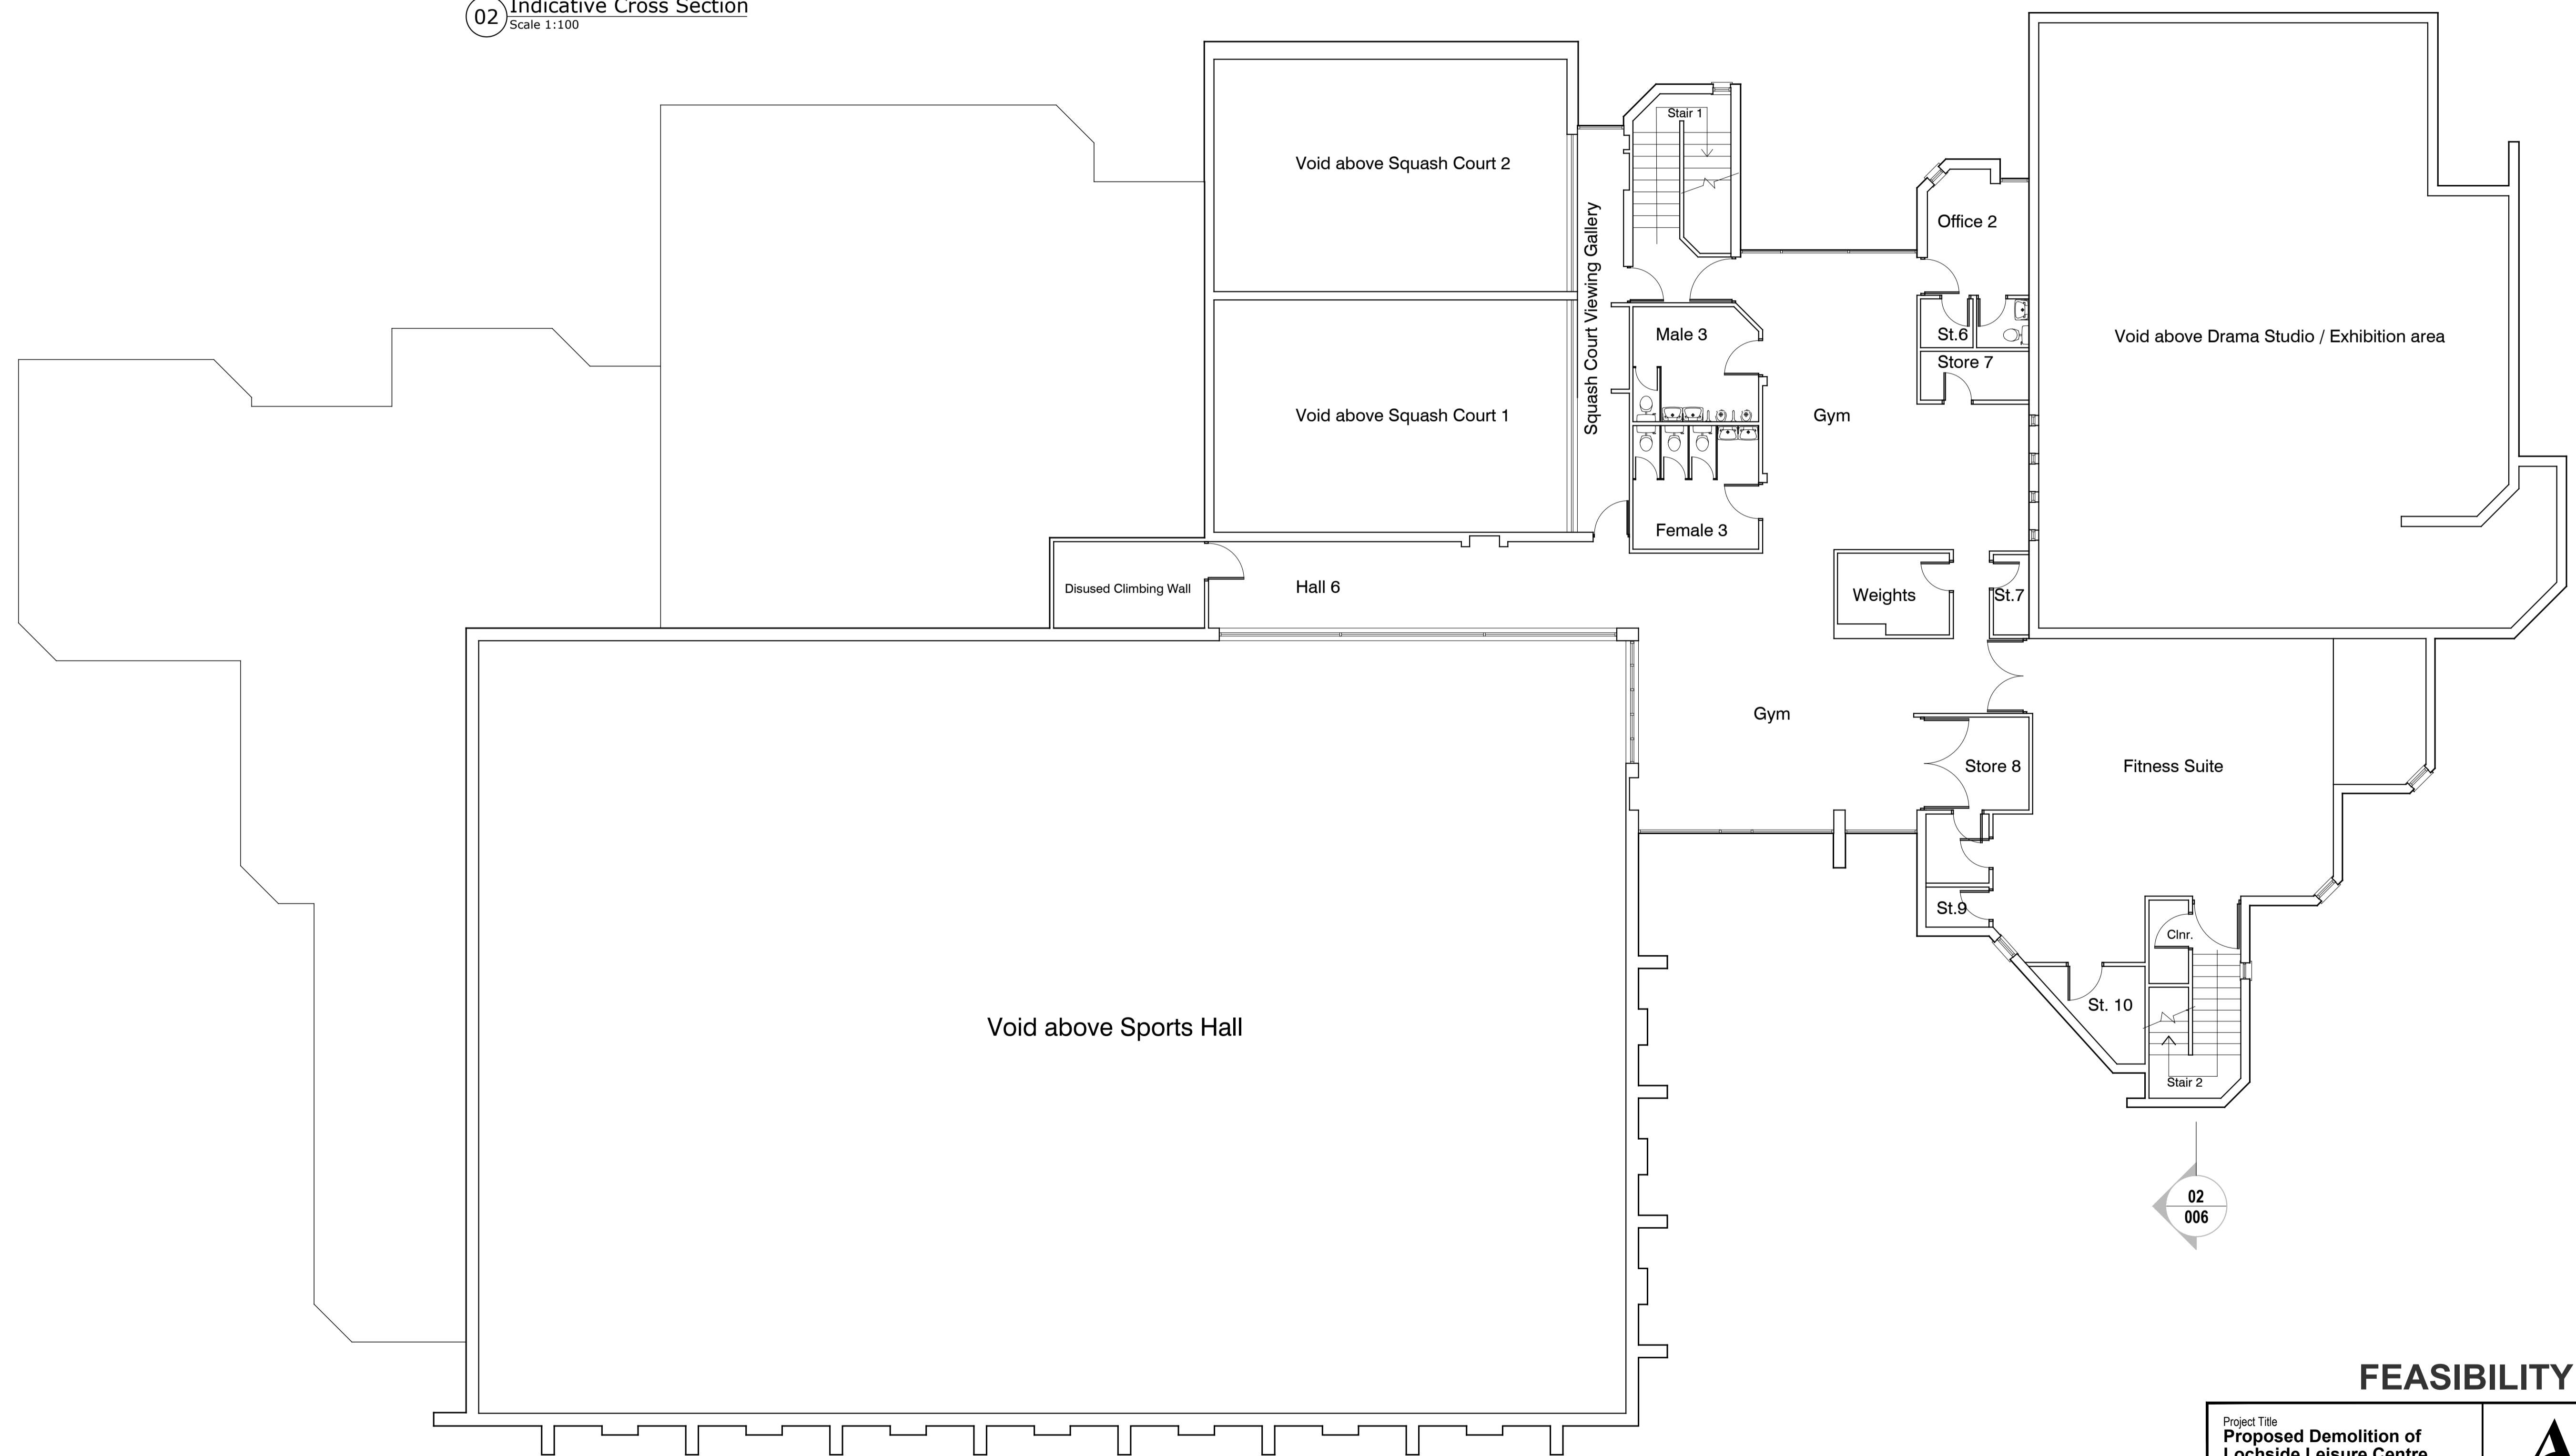 02 Indicative Cross Section
Scale 1:100
Stair 1
Void above Squash Court 2
Office 2
Squash Court Viewing Gallery
Male 3
St.6
Void above Drama Studio / Exhibition area
Store 7
Void above Squash Court 1
Gym
Female 3
Disused Climbing Wall
Hall 6
Weights
St.7
Gym
Store 8
Fitness Suite
St.9
Clnr.
St. 10
Void above Sports Hall
Stair 2
02
006
FEASIBILITY
Project Title
Proposed Demolition of
Lochside Leisure Centre